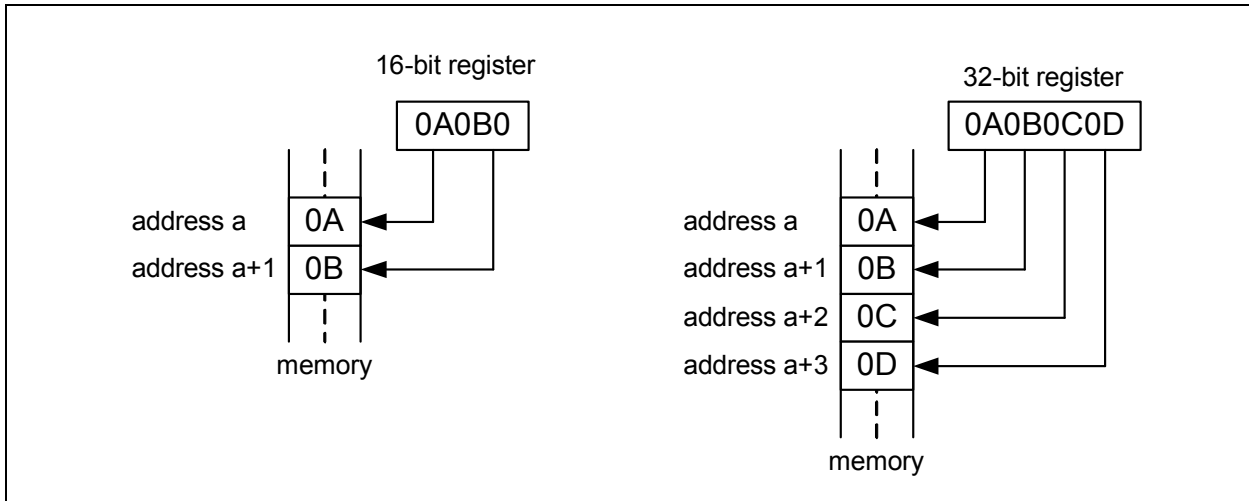 16-bit register
0A0B0
address a
0A
address a+1
0B
memory
32-bit register
0A0B0C0D
address a
0A
address a+1
0B
address a+2
0C
address a+3
0D
memory